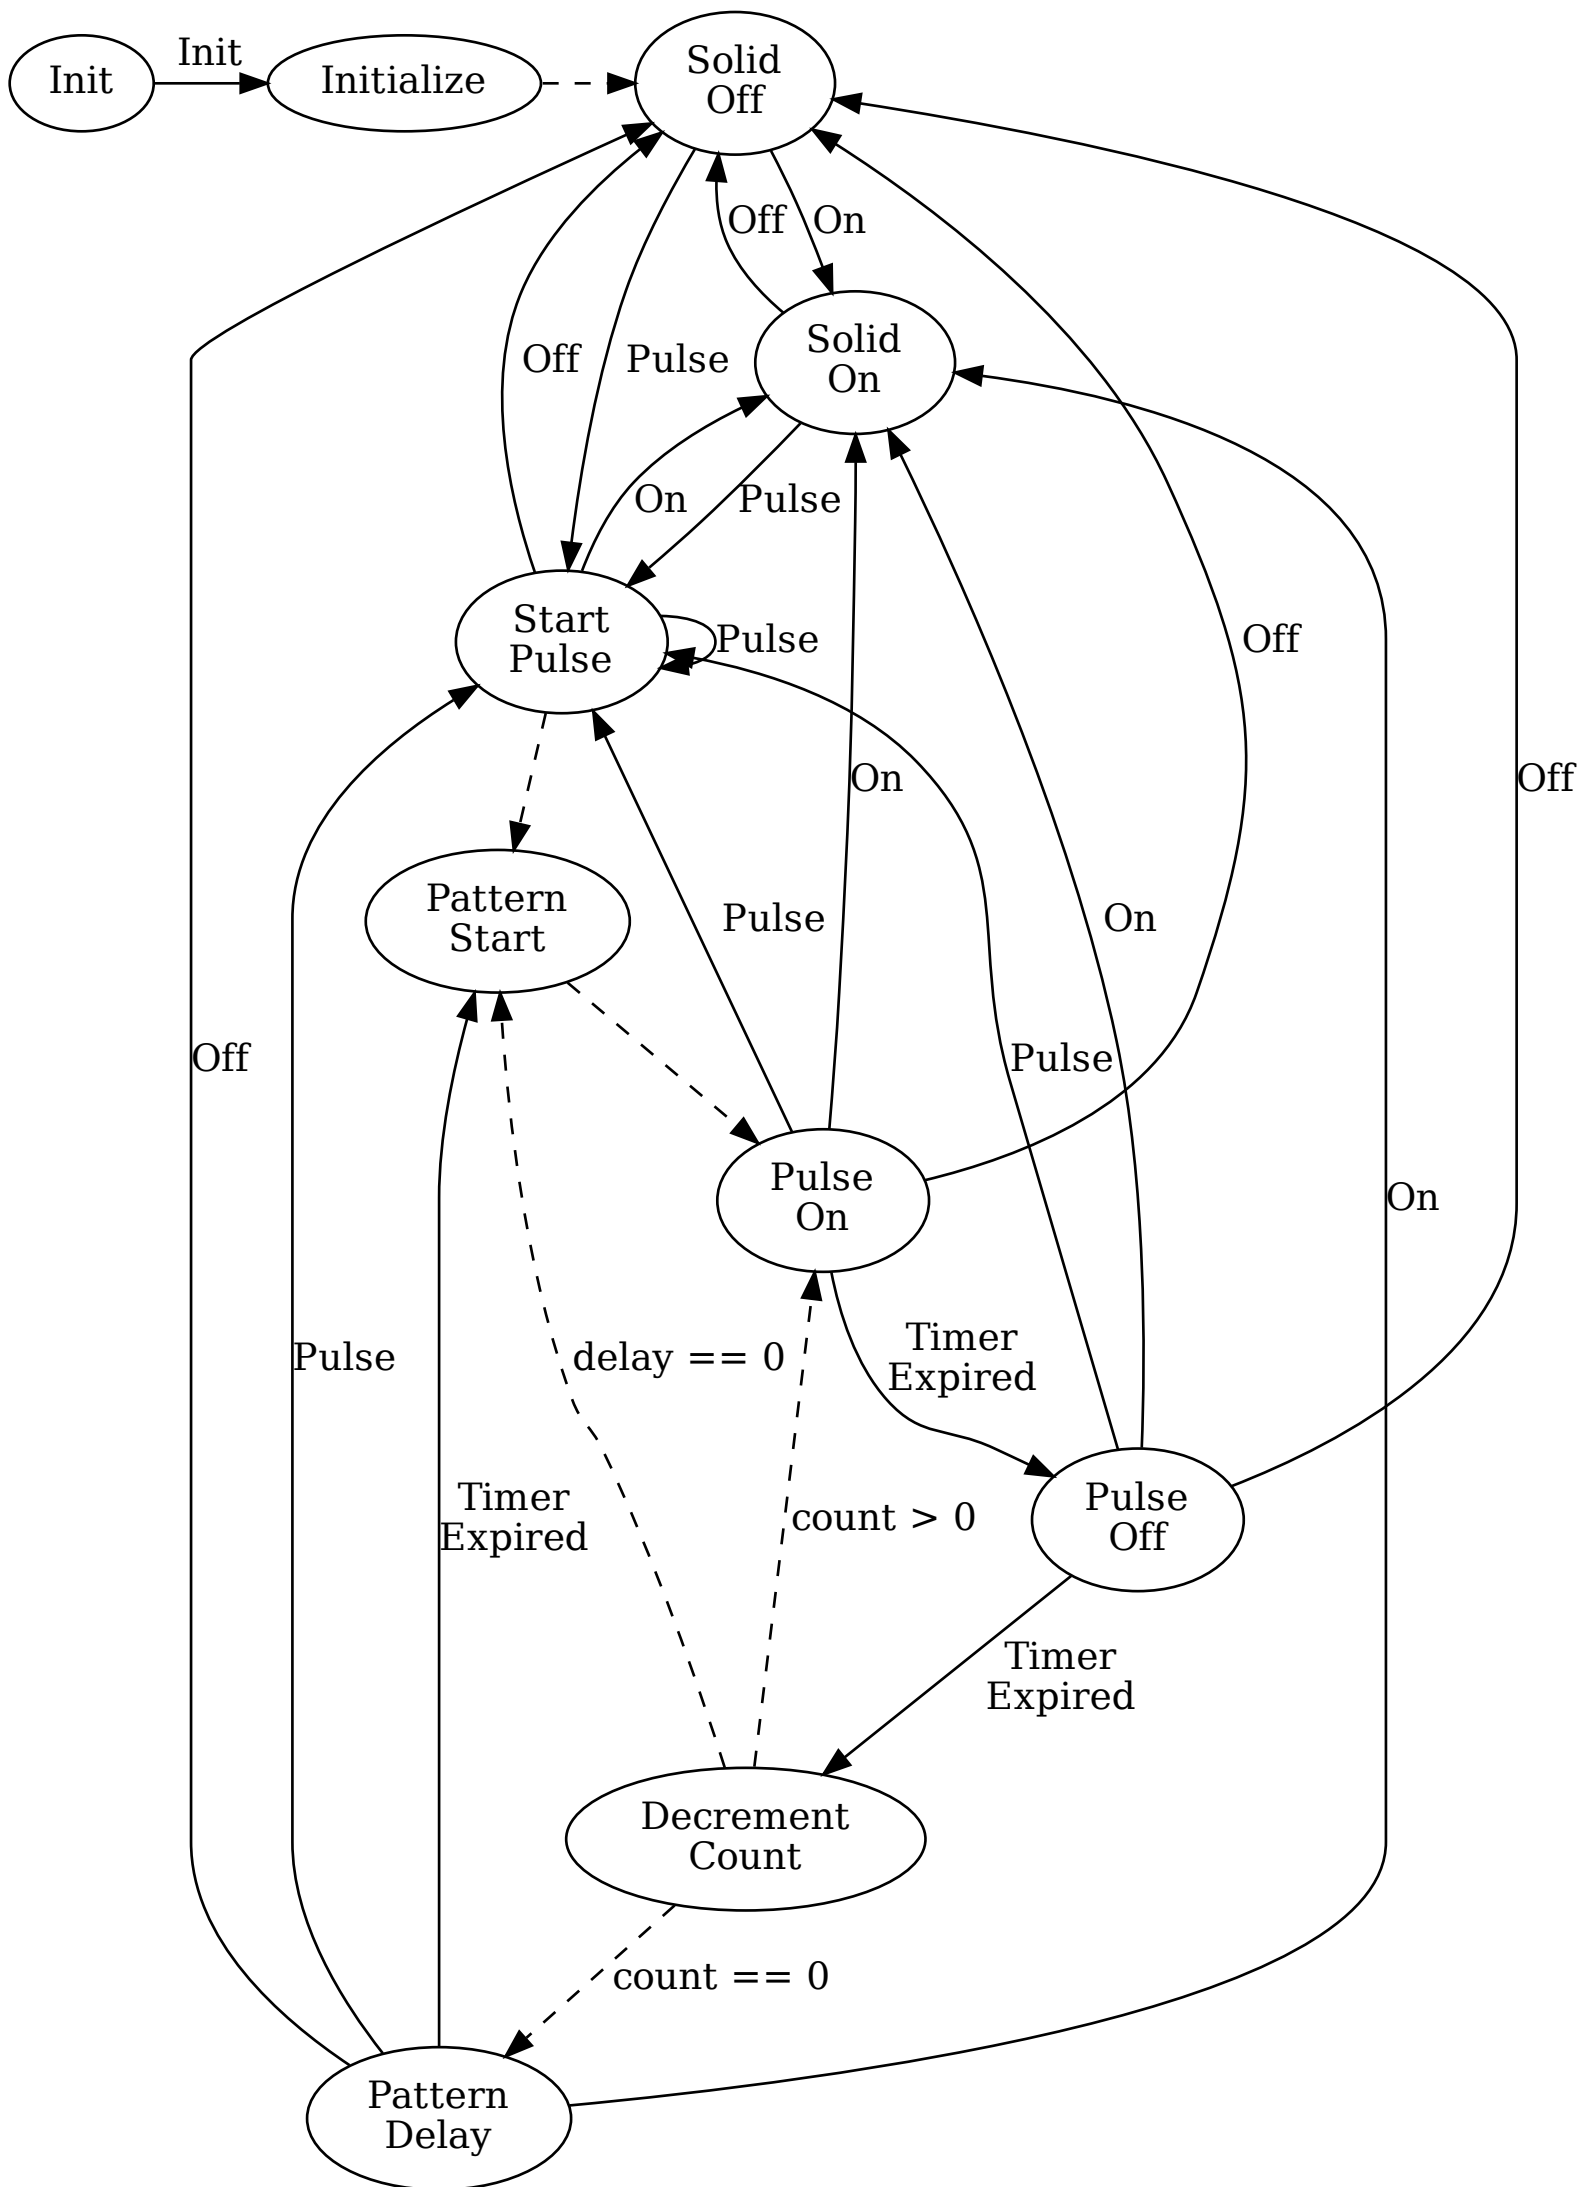 Init
Init
Initialize
Solid
Off
Off
On
Solid
On
Off
Pulse
On
Pulse
Start
Pulse
Pulse
Off
On
Off
Pattern
Start
Pulse
On
Off
Pulse
Pulse
On
On
Pulse
delay == 0
Timer
Expired
Timer
Expired
count > 0
Pulse
Off
Timer
Expired
Decrement
Count
count == 0
Pattern
Delay